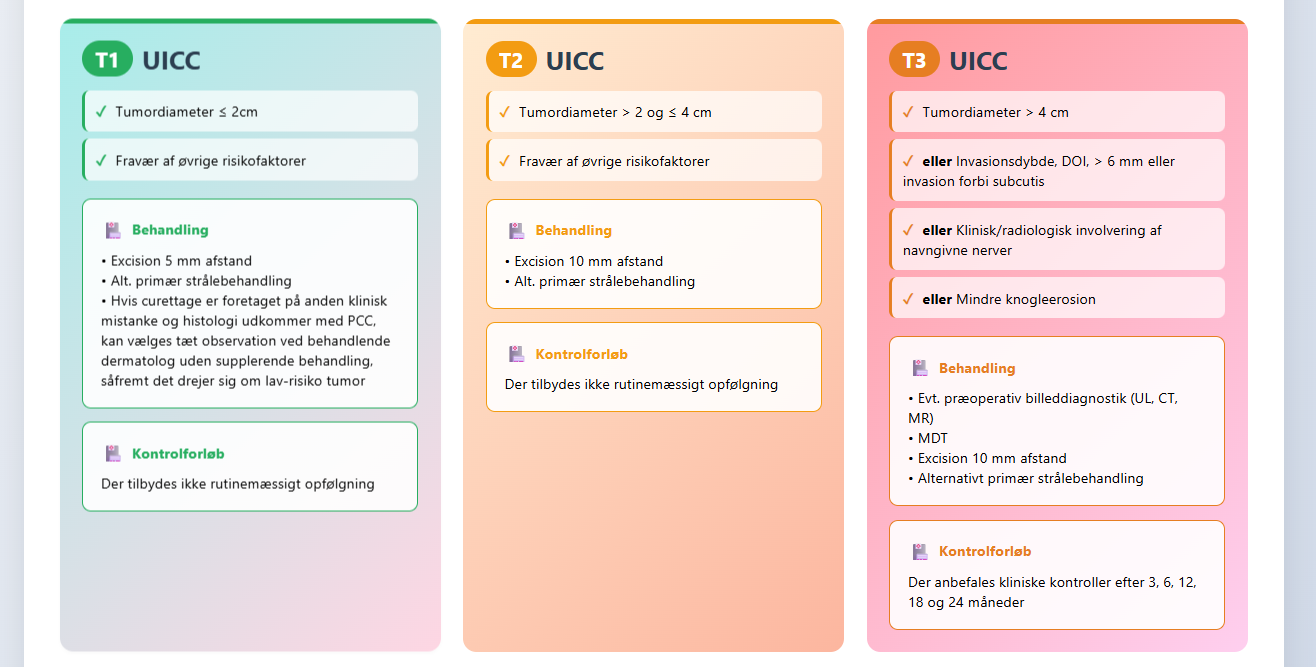 T1 UICC
✓ Tumordiameter ≤ 2cm
✓ Fravær af øvrige risikofaktorer
Behandling
• Excision 5 mm afstand
• Alt. primær strålebehandling
• Hvis curettage er foretaget på anden klinisk
mistanke og histologi udkommer med PCC,
kan vælges tæt observation ved behandlende
dermatolog uden supplerende behandling,
såfremt det drejer sig om lav-risiko tumor
Kontrolforløb
Der tilbydes ikke rutinemæssigt opfølgning
T2 UICC
✓ Tumordiameter > 2 og ≤ 4 cm
✓ Fravær af øvrige risikofaktorer
Behandling
• Excision 10 mm afstand
• Alt. primær strålebehandling
Kontrolforløb
Der tilbydes ikke rutinemæssigt opfølgning
T3 UICC
✓ Tumordiameter > 4 cm
✓ eller Invasionsdybde, DOI, > 6 mm eller
invasion forbi subcutis
✓ eller Klinisk/radiologisk involvering af
navngivne nerver
✓ eller Mindre knogleerosion
Behandling
• Evt. præoperativ billeddiagnostik (UL, CT,
MR)
• MDT
• Excision 10 mm afstand
• Alternativt primær strålebehandling
Kontrolforløb
Der anbefales kliniske kontroller efter 3, 6, 12,
18 og 24 måneder